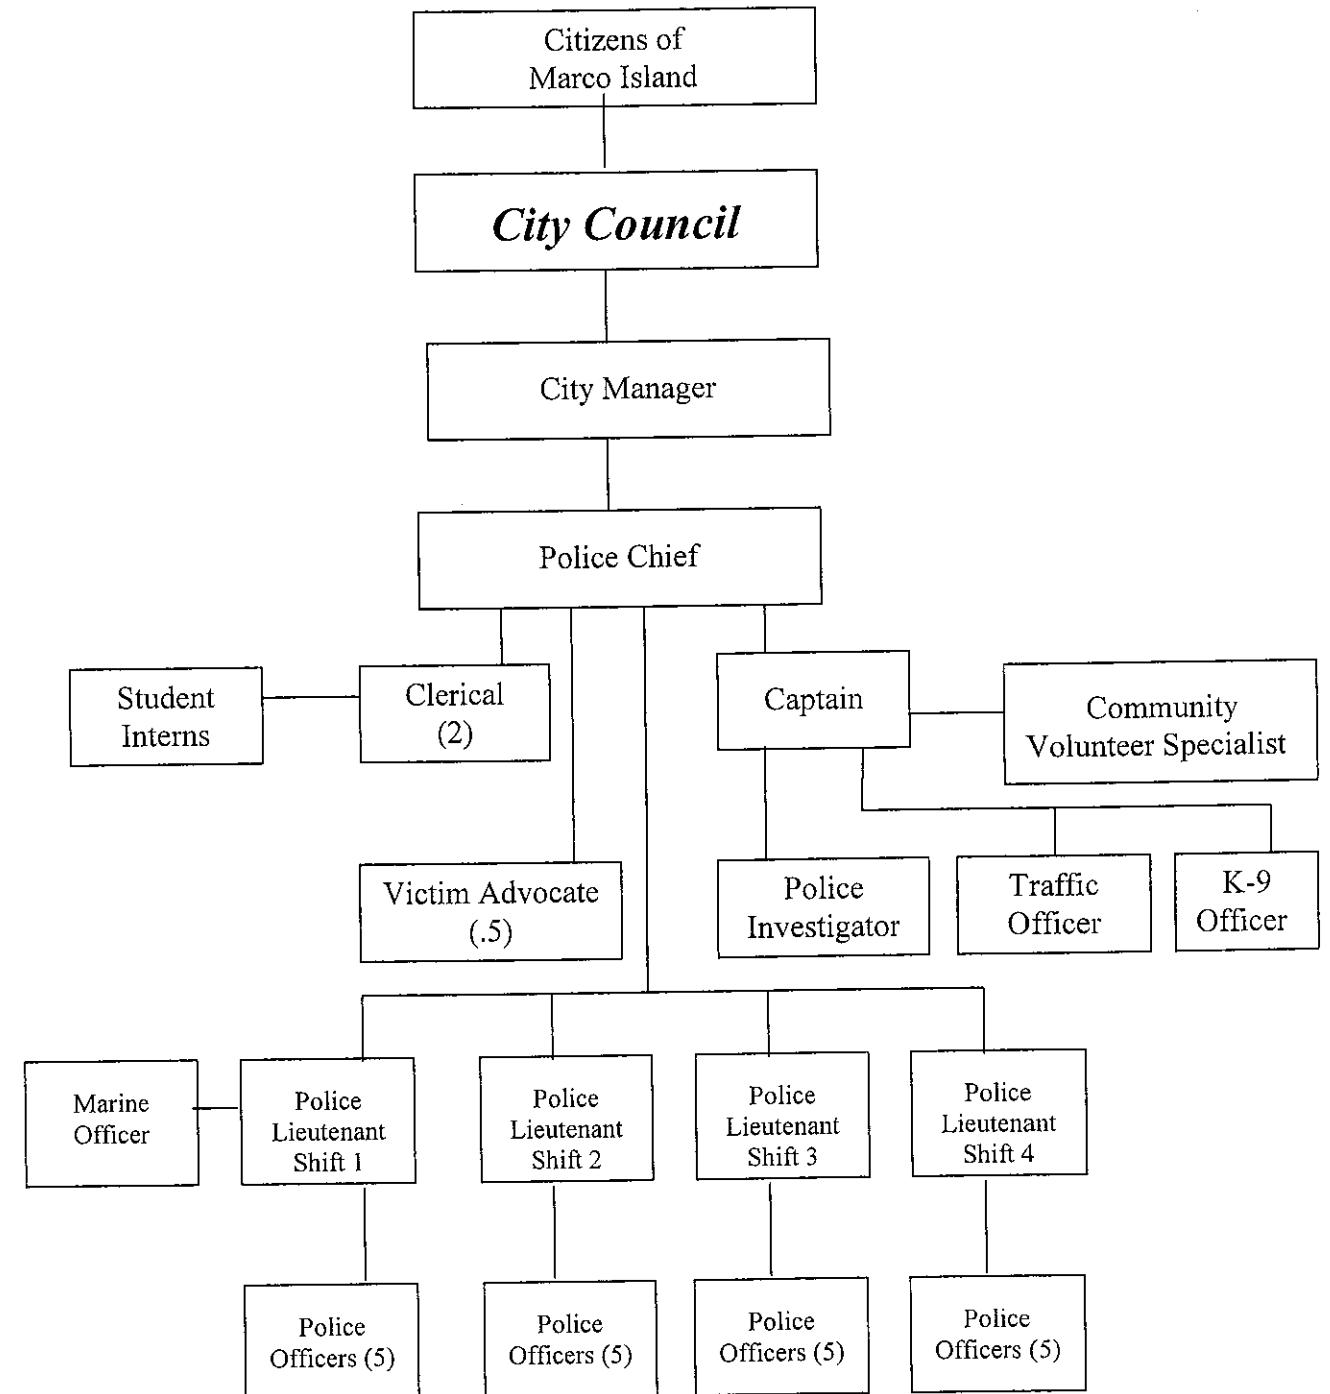 Citizens of
Marco Island
City Council
City Manager
Police Chief
Student
Interns
Clerical
(2)
Captain
Community
Volunteer Specialist
Victim Advocate
(.5)
Police
Investigator
Traffic
Officer
K-9
Officer
Marine
Officer
Police
Lieutenant
Shift 1
Police
Lieutenant
Shift 2
Police
Lieutenant
Shift 3
Police
Lieutenant
Shift 4
Police
Officers (5)
Police
Officers (5)
Police
Officers (5)
Police
Officers (5)